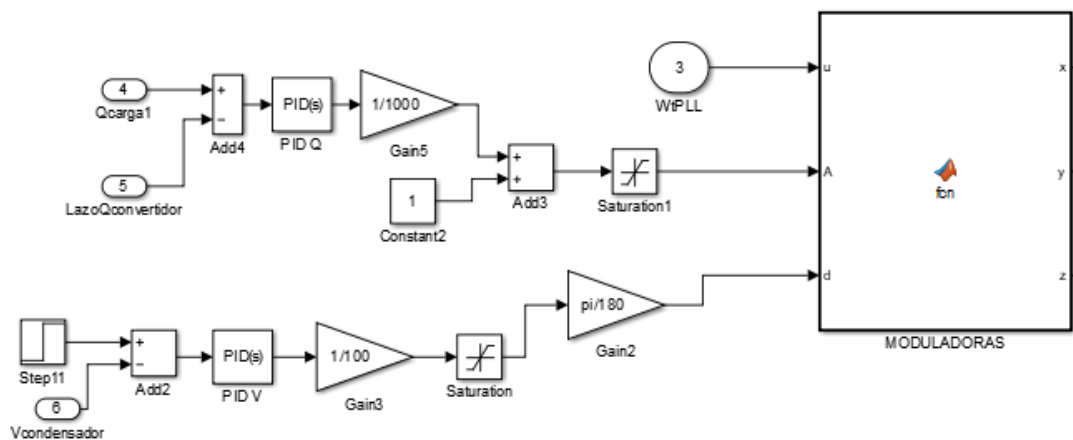 4
Qcarga1
+
−
Add4
PID(s)
PID Q
1/1000
Gain5
5
LazoQconvertidor
1
Constant2
+
+
Add3
Saturation1
3
WtPLL
u
A
d
fcn
x
y
z
MODULADORAS
Step11
6
Vcondensador
+
−
Add2
PID(s)
PID V
1/100
Gain3
Saturation
pi/180
Gain2